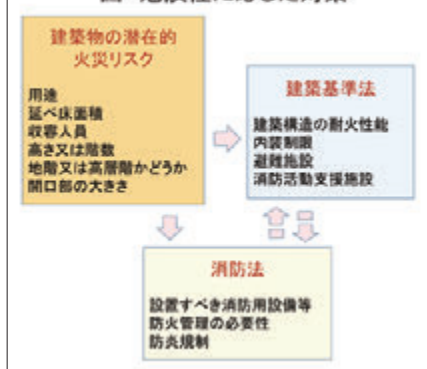 建築物の潜在的
火災リスク
用途
延べ床面積
収容人員
高さ又は階数
地階又は高層階かどうか
開口部の大きさ
建築基準法
建築構造の耐火性能
内装制限
避難施設
消防活動支援施設
消防法
設置すべき消防用設備等
防火管理の必要性
防炎規制